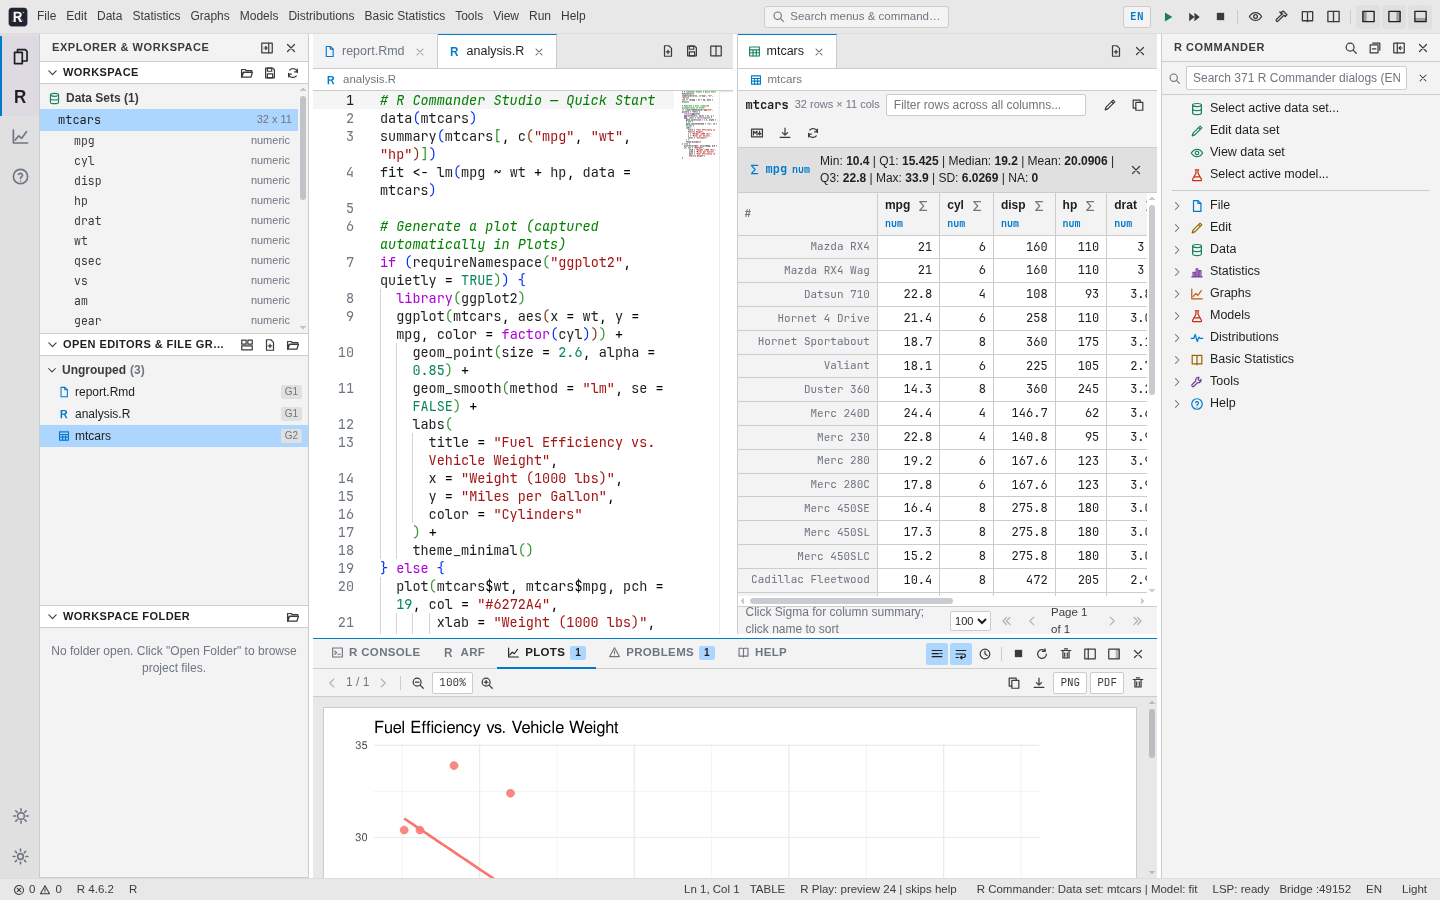 R File Edit Data Statistics Graphs Models Distributions Basic Statistics Tools View Run Help Search menus & command… EN
EXPLORER & WORKSPACE
WORKSPACE
Data Sets (1)
mtcars 32 x 11
mpg numeric
cyl numeric
disp numeric
hp numeric
drat numeric
wt numeric
qsec numeric
vs numeric
am numeric
gear numeric
OPEN EDITORS & FILE GR…
Ungrouped (3)
report.Rmd G1
R analysis.R G1
mtcars G2
WORKSPACE FOLDER
No folder open. Click "Open Folder" to browse
project files.
report.Rmd R analysis.R
R analysis.R
1 # R Commander Studio — Quick Start
2 data(mtcars)
3 summary(mtcars[, c("mpg", "wt",
"hp")])
4 fit <- lm(mpg ~ wt + hp, data =
mtcars)
5
6 # Generate a plot (captured
automatically in Plots)
7 if (requireNamespace("ggplot2",
quietly = TRUE)) {
8 library(ggplot2)
9 ggplot(mtcars, aes(x = wt, y =
mpg, color = factor(cyl))) +
10 geom_point(size = 2.6, alpha =
0.85) +
11 geom_smooth(method = "lm", se =
FALSE) +
12 labs(
13 title = "Fuel Efficiency vs.
Vehicle Weight",
14 x = "Weight (1000 lbs)",
15 y = "Miles per Gallon",
16 color = "Cylinders"
17 ) +
18 theme_minimal()
19 } else {
20 plot(mtcars$wt, mtcars$mpg, pch =
19, col = "#6272A4",
21 xlab = "Weight (1000 lbs)",
mtcars
mtcars
mtcars 32 rows × 11 cols Filter rows across all columns...
Σ mpg num Min: 10.4 | Q1: 15.425 | Median: 19.2 | Mean: 20.0906 |
Q3: 22.8 | Max: 33.9 | SD: 6.0269 | NA: 0
# mpg Σ cyl Σ disp Σ hp Σ drat
num num num num num
Mazda RX4 21 6 160 110
Mazda RX4 Wag 21 6 160 110
Datsun 710 22.8 4 108 93
Hornet 4 Drive 21.4 6 258 110
Hornet Sportabout 18.7 8 360 175
Valiant 18.1 6 225 105
Duster 360 14.3 8 360 245
Merc 240D 24.4 4 146.7 62
Merc 230 22.8 4 140.8 95
Merc 280 19.2 6 167.6 123
Merc 280C 17.8 6 167.6 123
Merc 450SE 16.4 8 275.8 180
Merc 450SL 17.3 8 275.8 180
Merc 450SLC 15.2 8 275.8 180
Cadillac Fleetwood 10.4 8 472 205
Click Sigma for column summary;
click name to sort
100
Page 1
of 1
R CONSOLE R ARF PLOTS 1 PROBLEMS 1 HELP
1 / 1 100% PNG PDF
Fuel Efficiency vs. Vehicle Weight
35
30
R COMMANDER
Search 371 R Commander dialogs (EN
Select active data set...
Edit data set
View data set
Select active model...
File
Edit
Data
Statistics
Graphs
Models
Distributions
Basic Statistics
Tools
Help
0 0 R 4.6.2 R Ln 1, Col 1 TABLE R Play: preview 24 | skips help R Commander: Data set: mtcars | Model: fit LSP: ready Bridge :49152 EN Light